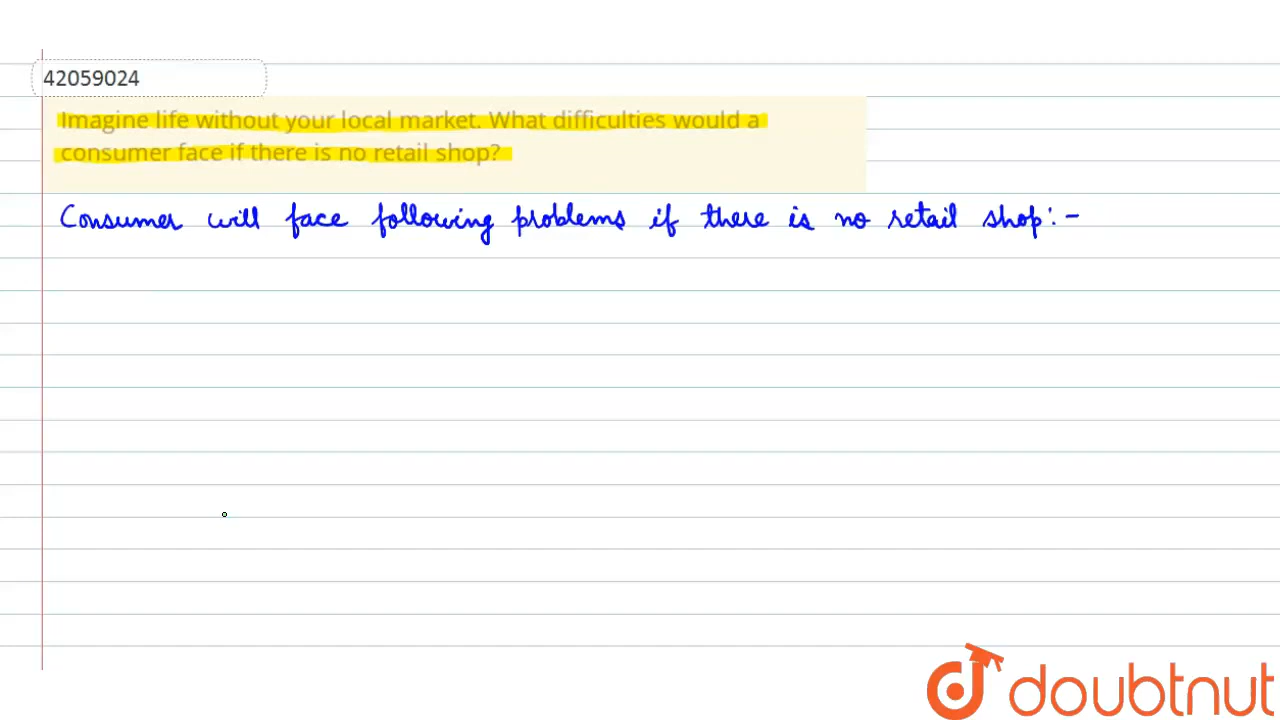 42059024
Imagine life without your local market. What difficulties would a
consumer face if there is no retail shop?
Consumer will face following problems if there is no retail shop:-
doubtnut